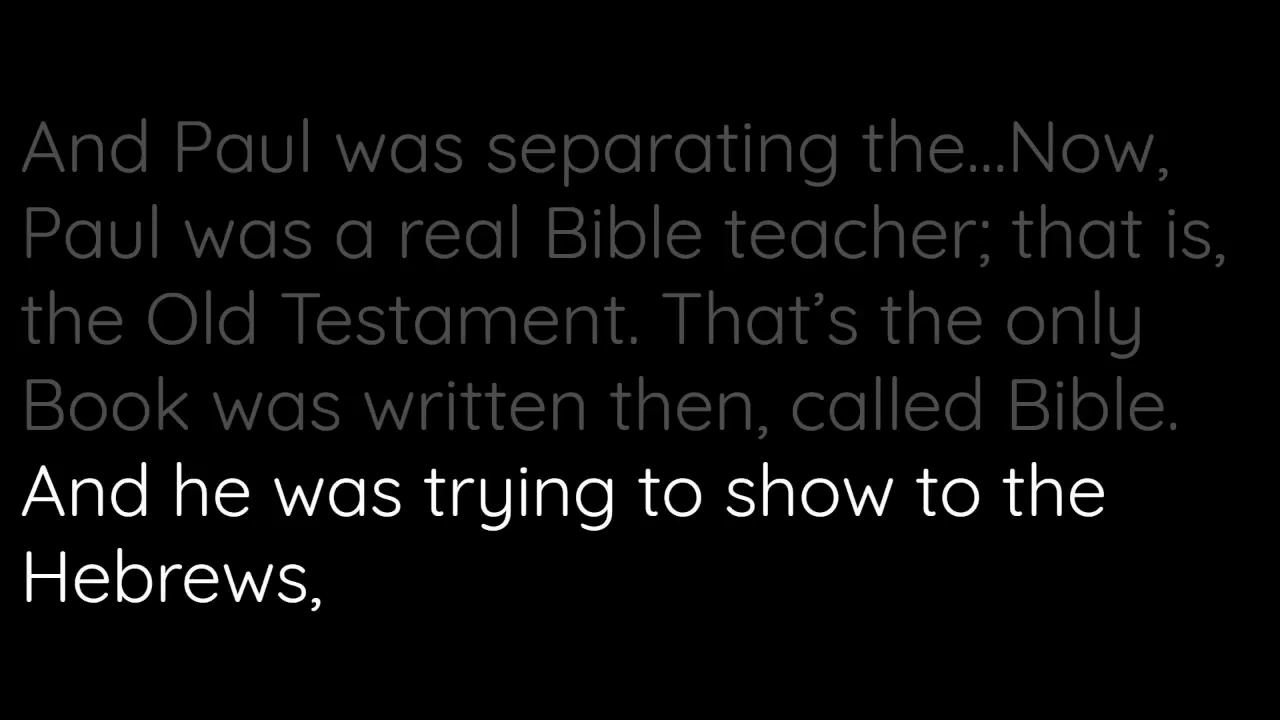 And Paul was separating the...Now,
Paul was a real Bible teacher; that is,
the Old Testament. That’s the only
Book was written then, called Bible.
And he was trying to show to the
Hebrews,